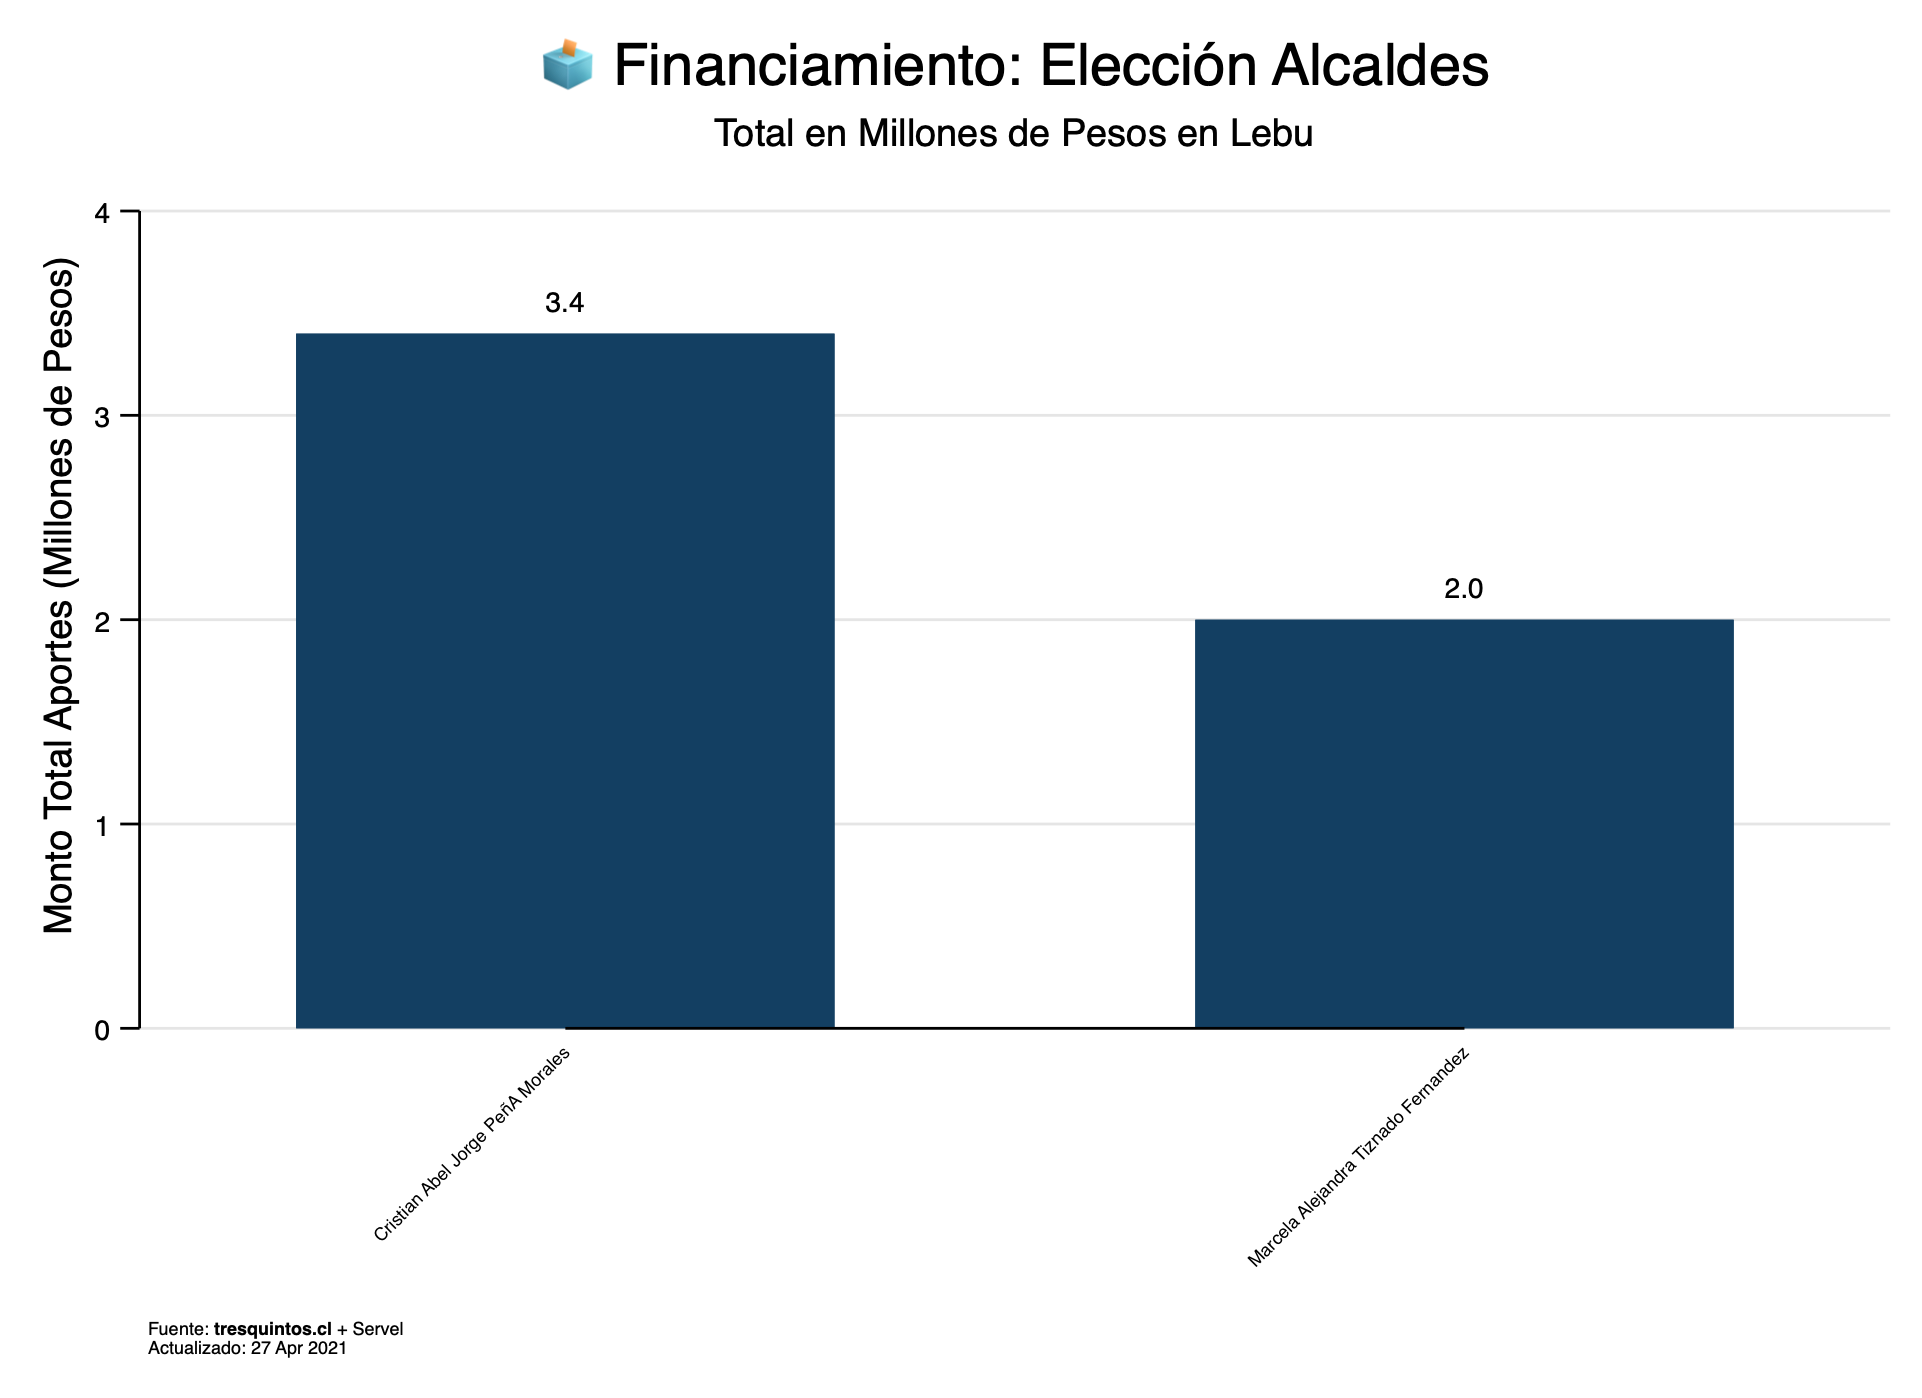 Financiamiento: Elección Alcaldes
Total en Millones de Pesos en Lebu
Monto Total Aportes (Millones de Pesos)
4
3
2
1
0
3.4
2.0
Cristian Abel Jorge PeñA Morales
Marcela Alejandra Tiznado Fernandez
Fuente: tresquintos.cl + Servel
Actualizado: 27 Apr 2021